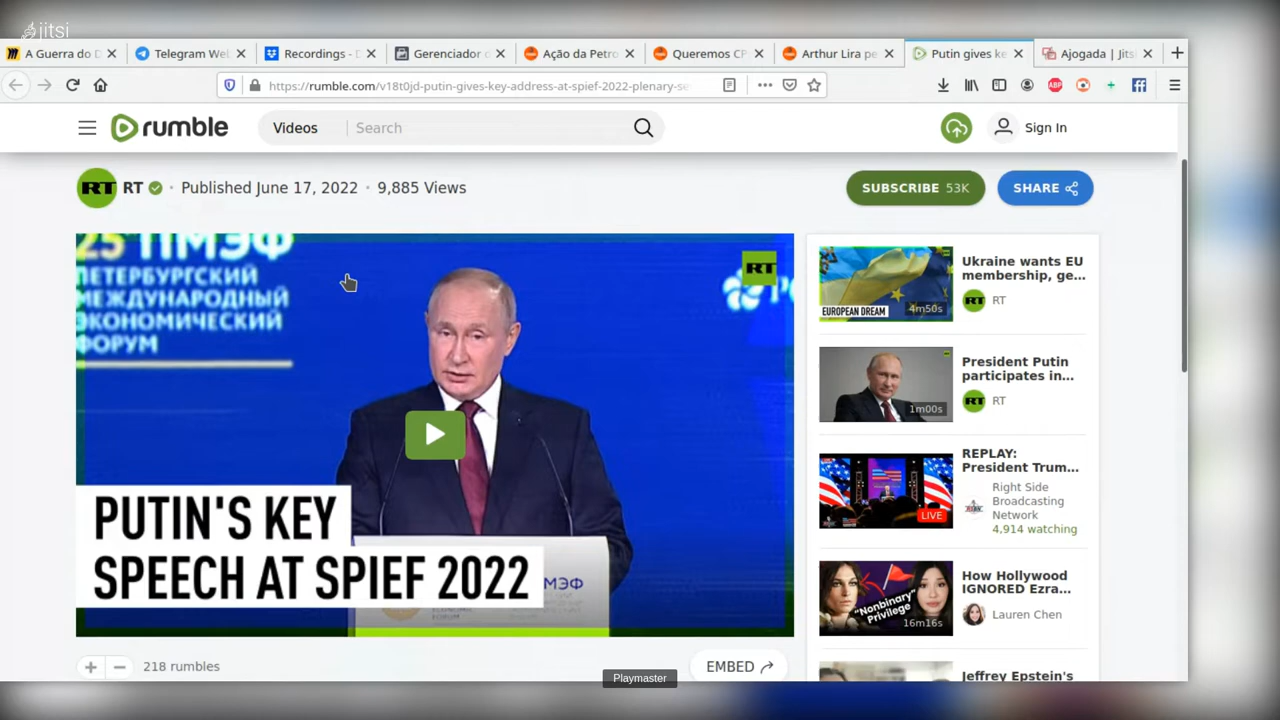 jitsi
A Guerra do D
Telegram Wel
Recordings - D
Gerenciador d
Ação da Petro
Queremos CP
Arthur Lira pe
Putin gives ke
Ajogada | Jits
https://rumble.com/v18t0jd-putin-gives-key-address-at-spief-2022-plenary-se
ABP
rumble
Videos
Search
Sign In
RT
RT · Published June 17, 2022 · 9,885 Views
SUBSCRIBE 53K
SHARE
25 ПМЭФ
ПЕТЕРБУРГСКИЙ
МЕЖДУНАРОДНЫЙ
ЭКОНОМИЧЕСКИЙ
ФОРУМ
RT
PUTIN'S KEY
SPEECH AT SPIEF 2022
МЭФ
218 rumbles
EMBED
EUROPEAN DREAM
4m50s
Ukraine wants EU
membership, ge...
RT
RT
1m00s
President Putin
participates in...
RT
RT
LIVE
REPLAY:
President Trum...
Right Side
Broadcasting
Network
4,914 watching
"Nonbinary"
Privilege
16m16s
How Hollywood
IGNORED Ezra...
Lauren Chen
Jeffrey Epstein's
Playmaster